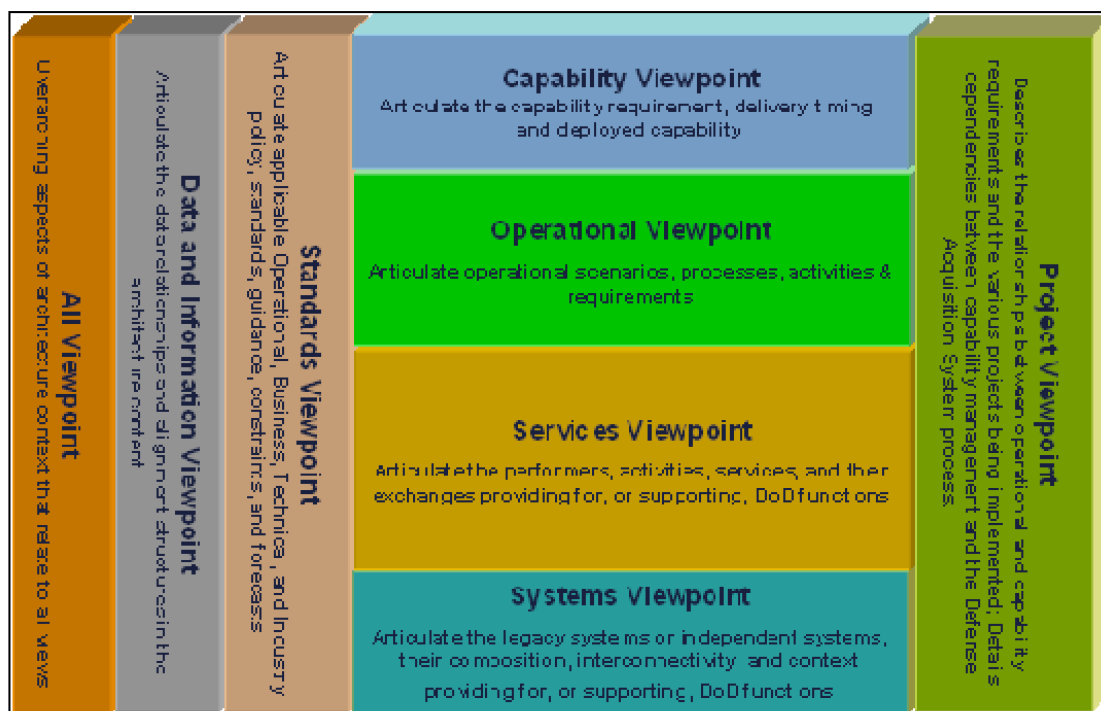 All Viewpoint
Overarching aspects of architecture context that relate to all views
Data and Information Viewpoint
Articulate the data relationships and alignment structures in the
architecture content
Standards Viewpoint
Articulate applicable Operational, Business, Technical, and Industry
policy, standards, guidance, constraints, and forecasts
Capability Viewpoint
Articulate the capability requirement, delivery timing
and deployed capability
Operational Viewpoint
Articulate operational scenarios, processes, activities &
requirements
Services Viewpoint
Articulate the performers, activities, services, and their
exchanges providing for, or supporting, DoD functions
Systems Viewpoint
Articulate the legacy systems or independent systems,
their composition, interconnectivity and context
providing for, or supporting, DoD functions
Project Viewpoint
Describes the relationships between operational and capability
requirements and the various projects being implemented; Details
dependencies between capability management and the Defense
Acquisition System process.